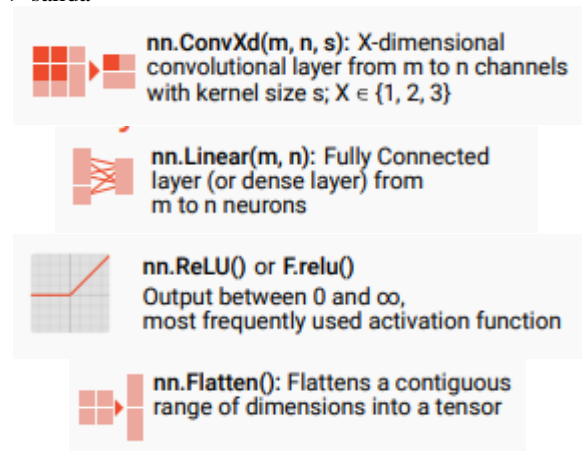 nn.ConvXd(m, n, s): X-dimensional
convolutional layer from m to n channels
with kernel size s; X ∈ {1, 2, 3}
nn.Linear(m, n): Fully Connected
layer (or dense layer) from
m to n neurons
nn.ReLU() or F.relu()
Output between 0 and ∞,
most frequently used activation function
nn.Flatten(): Flattens a contiguous
range of dimensions into a tensor